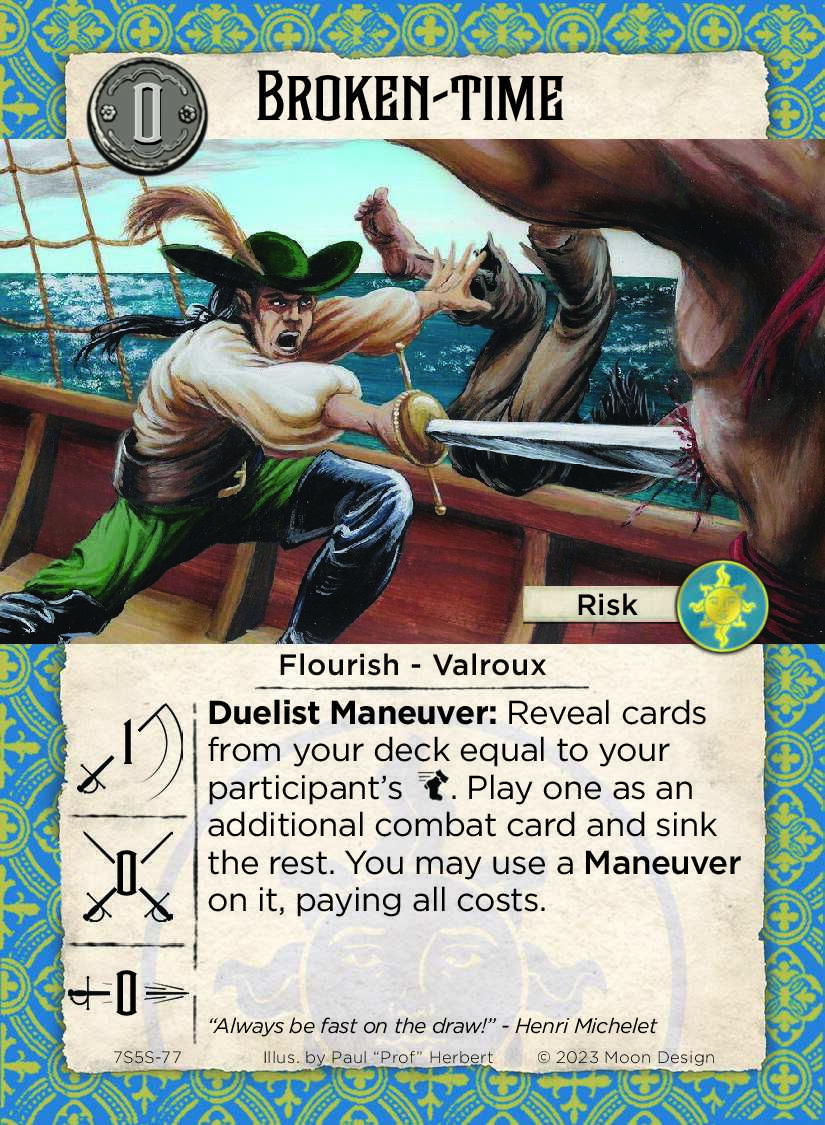 0
Broken-time
Risk
Flourish - Valroux
1
0
0
Duelist Maneuver: Reveal cards
from your deck equal to your
participant's . Play one as an
additional combat card and sink
the rest. You may use a Maneuver
on it, paying all costs.
“Always be fast on the draw!” - Henri Michelet
7S5S-77 Illus. by Paul “Prof” Herbert © 2023 Moon Design